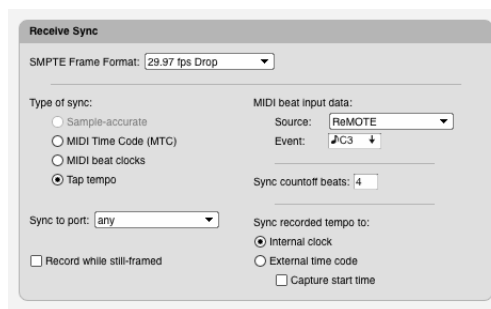 Receive Sync
SMPTE Frame Format: 29.97 fps Drop
Type of sync:
Sample-accurate
MIDI Time Code (MTC)
MIDI beat clocks
Tap tempo
Sync to port: any
Record while still-framed
MIDI beat input data:
Source: ReMOTE
Event: ♪C3
Sync countoff beats: 4
Sync recorded tempo to:
Internal clock
External time code
Capture start time